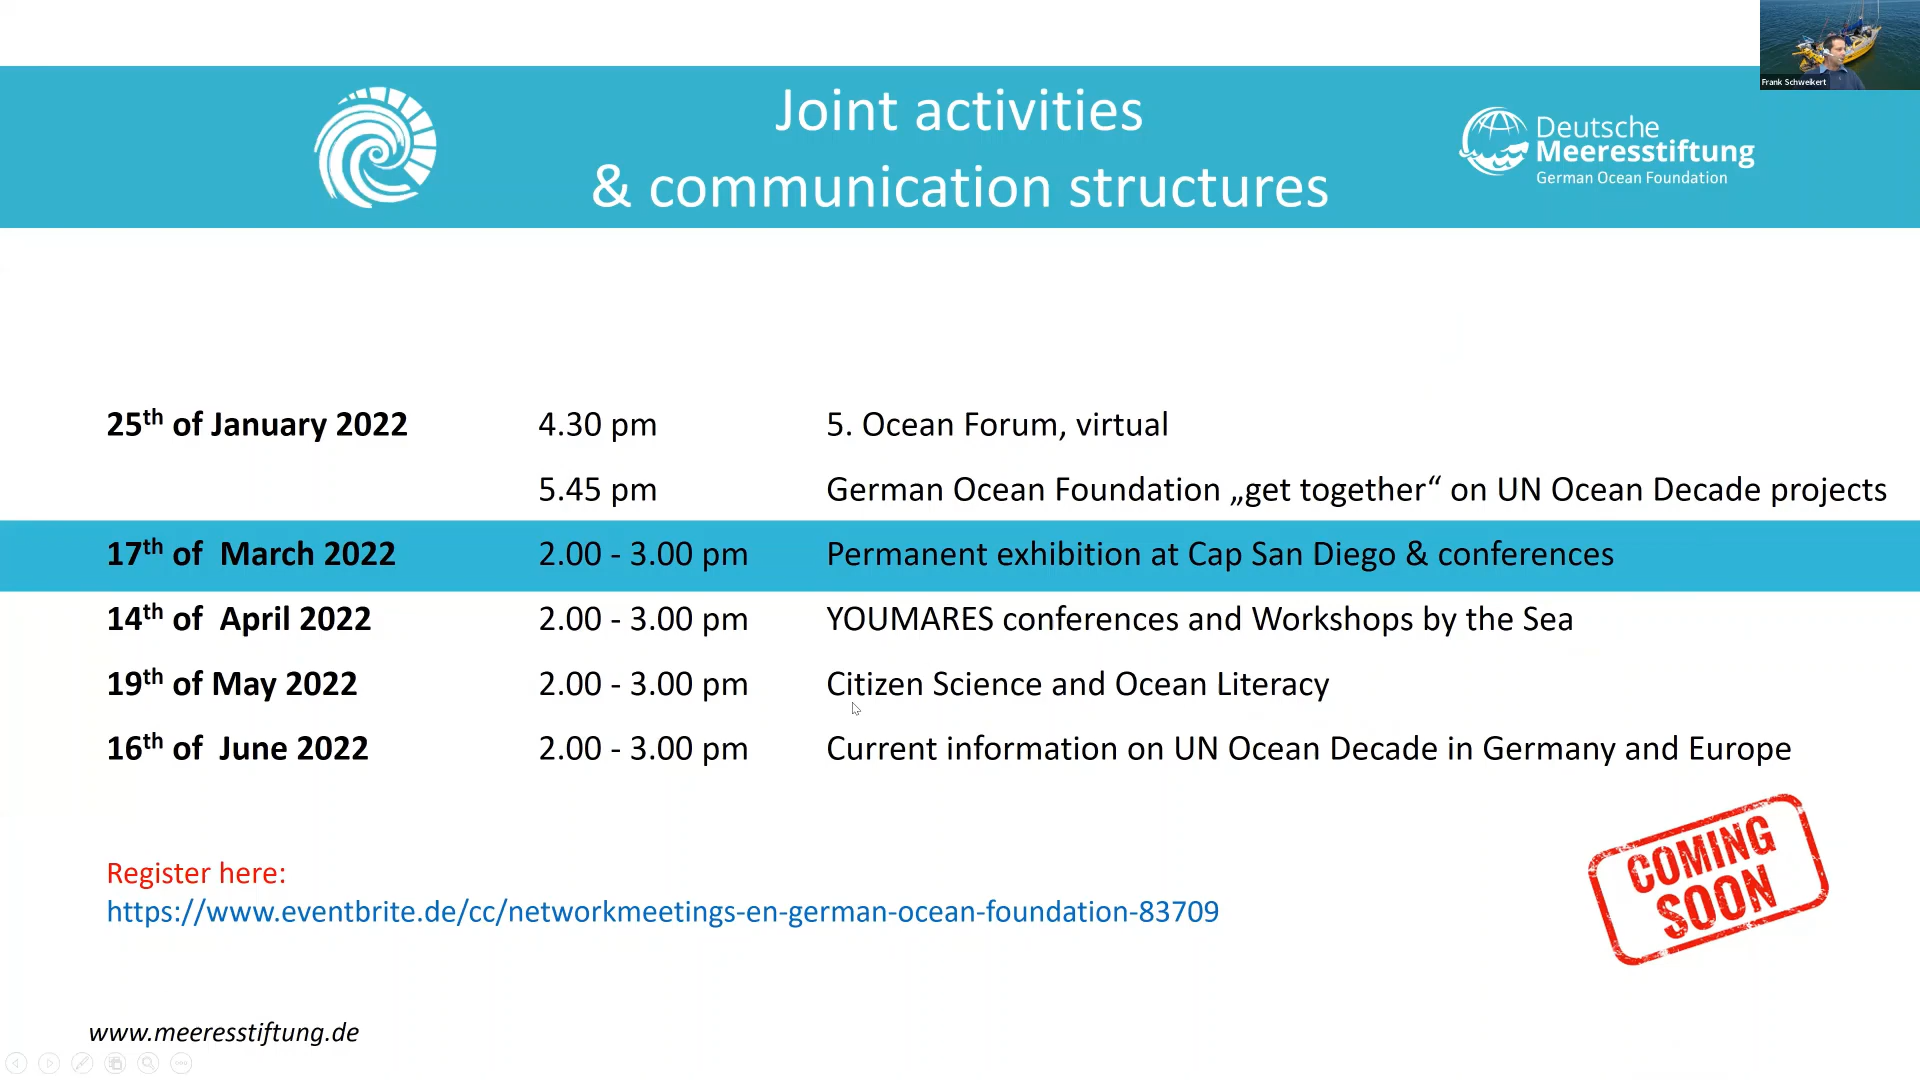 Frank Schweikert
Joint activities
& communication structures
Deutsche
Meeresstiftung
German Ocean Foundation
25th of January 2022 4.30 pm 5. Ocean Forum, virtual
5.45 pm German Ocean Foundation „get together“ on UN Ocean Decade projects
17th of March 2022 2.00 - 3.00 pm Permanent exhibition at Cap San Diego & conferences
14th of April 2022 2.00 - 3.00 pm YOUMARES conferences and Workshops by the Sea
19th of May 2022 2.00 - 3.00 pm Citizen Science and Ocean Literacy
16th of June 2022 2.00 - 3.00 pm Current information on UN Ocean Decade in Germany and Europe
COMING
SOON
Register here:
https://www.eventbrite.de/cc/networkmeetings-en-german-ocean-foundation-83709
www.meeresstiftung.de